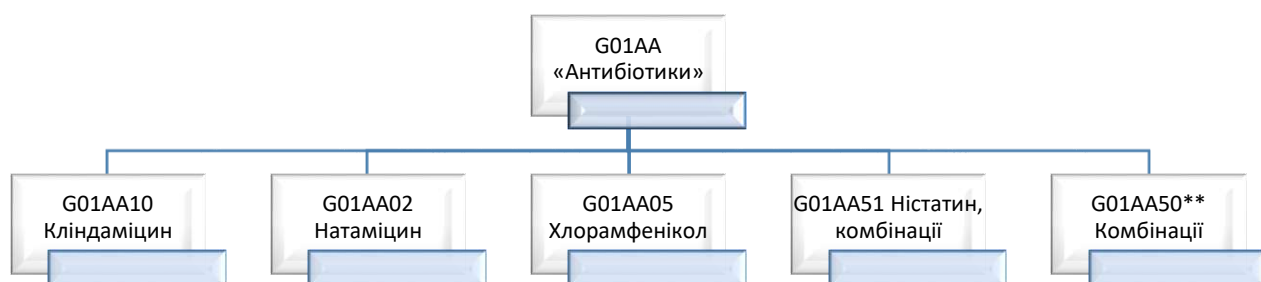 G01AA
«Антибіотики»
G01AA10
Кліндаміцин
G01AA02
Натаміцин
G01AA05
Хлорамфенікол
G01AA51 Ністатин,
комбінації
G01AA50**
Комбінації